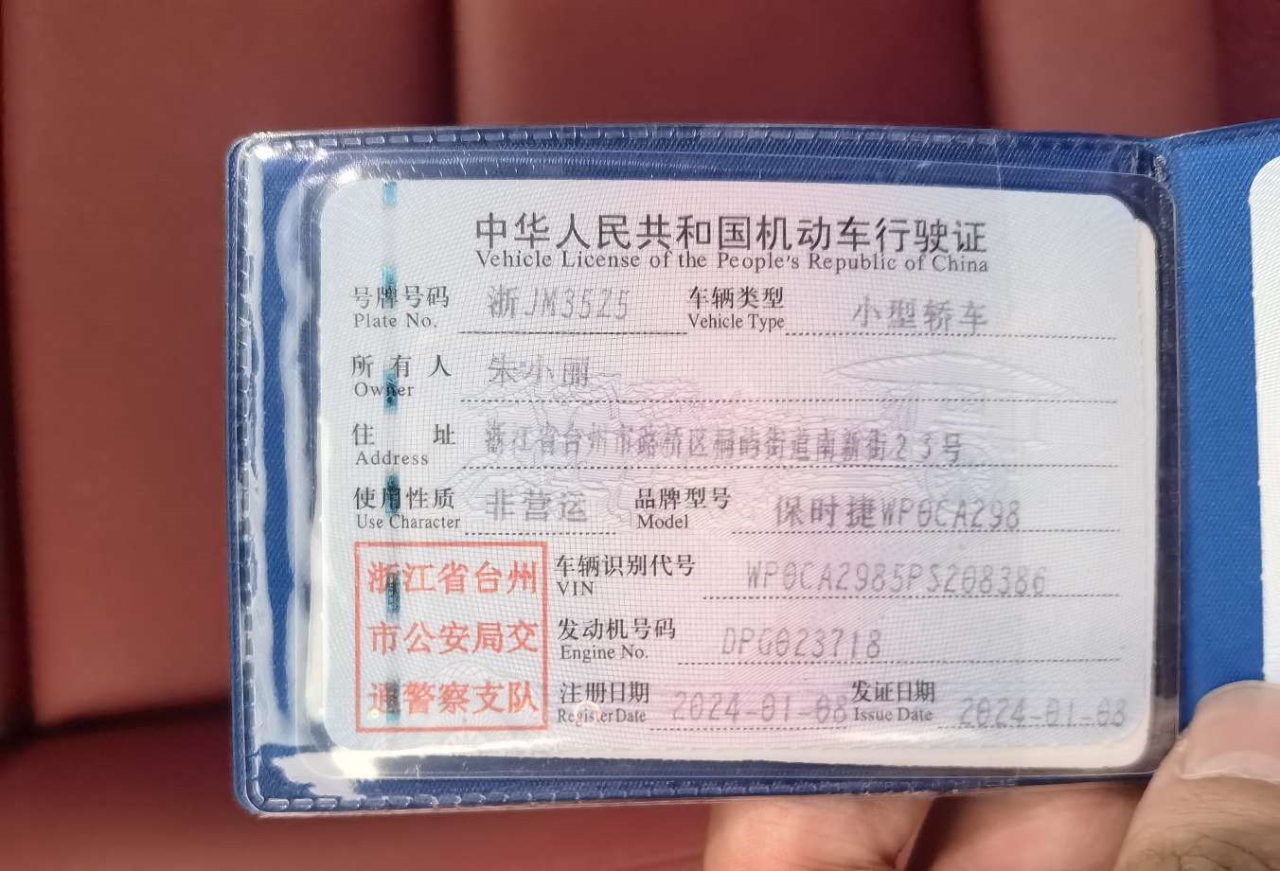 中华人民共和国机动车行驶证
Vehicle License of the People's Republic of China
号牌号码 浙JM35Z5 车辆类型 小型轿车
Plate No. Vehicle Type
所有人 朱小丽
Owner
住址 浙江省台州市路桥区桐屿街道南新街23号
Address
使用性质 非营运 品牌型号 保时捷WP0CA298
Use Character Model
浙江省台州
市公安局交
通警察支队
车辆识别代号 WP0CA2985PS208386
VIN
发动机号码 DPG023718
Engine No.
注册日期 2024-01-08 发证日期 2024-01-08
Register Date Issue Date